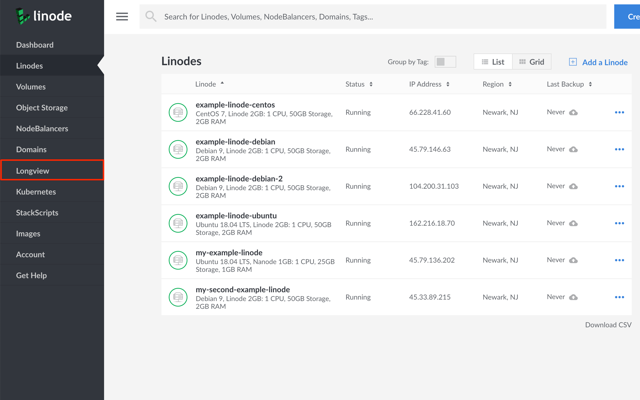 linode
Search for Linodes, Volumes, NodeBalancers, Domains, Tags...
Cre
Dashboard
Linodes
Volumes
Object Storage
NodeBalancers
Domains
Longview
Kubernetes
StackScripts
Images
Account
Get Help
Linodes
Group by Tag:
List
Grid
Add a Linode
Linode Status IP Address Region Last Backup
example-linode-centos
CentOS 7, Linode 2GB: 1 CPU, 50GB Storage,
2GB RAM
Running 66.228.41.60 Newark, NJ Never
example-linode-debian
Debian 9, Linode 2GB: 1 CPU, 50GB Storage,
2GB RAM
Running 45.79.146.63 Newark, NJ Never
example-linode-debian-2
Debian 9, Linode 2GB: 1 CPU, 50GB Storage,
2GB RAM
Running 104.200.31.103 Newark, NJ Never
example-linode-ubuntu
Ubuntu 18.04 LTS, Linode 2GB: 1 CPU, 50GB
Storage, 2GB RAM
Running 162.216.18.70 Newark, NJ Never
my-example-linode
Ubuntu 18.04 LTS, Nanode 1GB: 1 CPU, 25GB
Storage, 1GB RAM
Running 45.79.136.202 Newark, NJ Never
my-second-example-linode
Debian 9, Linode 2GB: 1 CPU, 50GB Storage,
2GB RAM
Running 45.33.89.215 Newark, NJ Never
Download CSV